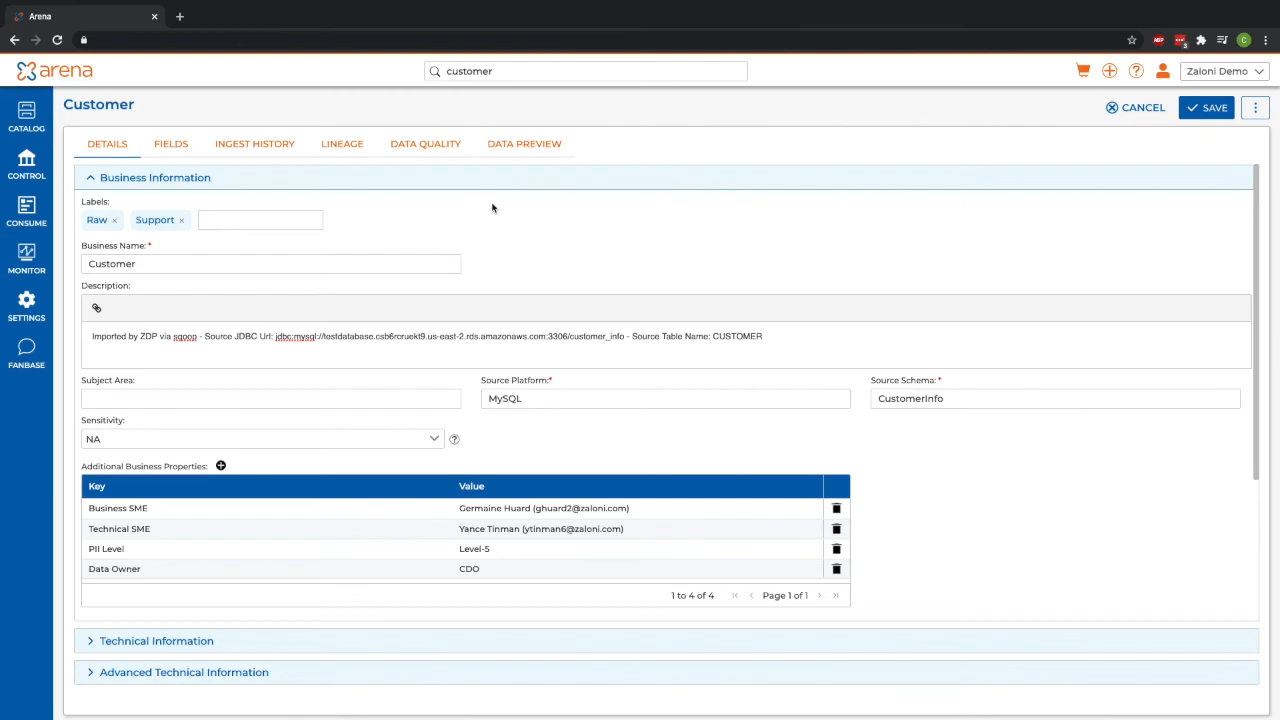 Arena
arena
customer
Zaloni Demo
CATALOG
CONTROL
CONSUME
MONITOR
SETTINGS
FANBASE
Customer
CANCEL
SAVE
DETAILS FIELDS INGEST HISTORY LINEAGE DATA QUALITY DATA PREVIEW
Business Information
Labels:
Raw × Support ×
Business Name: *
Customer
Description:
Imported by ZDP via sqoop - Source JDBC Url: jdbc:mysql://testdatabase.csb6rcruekt9.us-east-2.rds.amazonaws.com:3306/customer_info - Source Table Name: CUSTOMER
Subject Area: Source Platform:* Source Schema: *
MySQL CustomerInfo
Sensitivity:
NA
Additional Business Properties:
Key Value
Business SME Germaine Huard (ghuard2@zaloni.com)
Technical SME Yance Tinman (ytinman6@zaloni.com)
PII Level Level-5
Data Owner CDO
1 to 4 of 4 Page 1 of 1
Technical Information
Advanced Technical Information